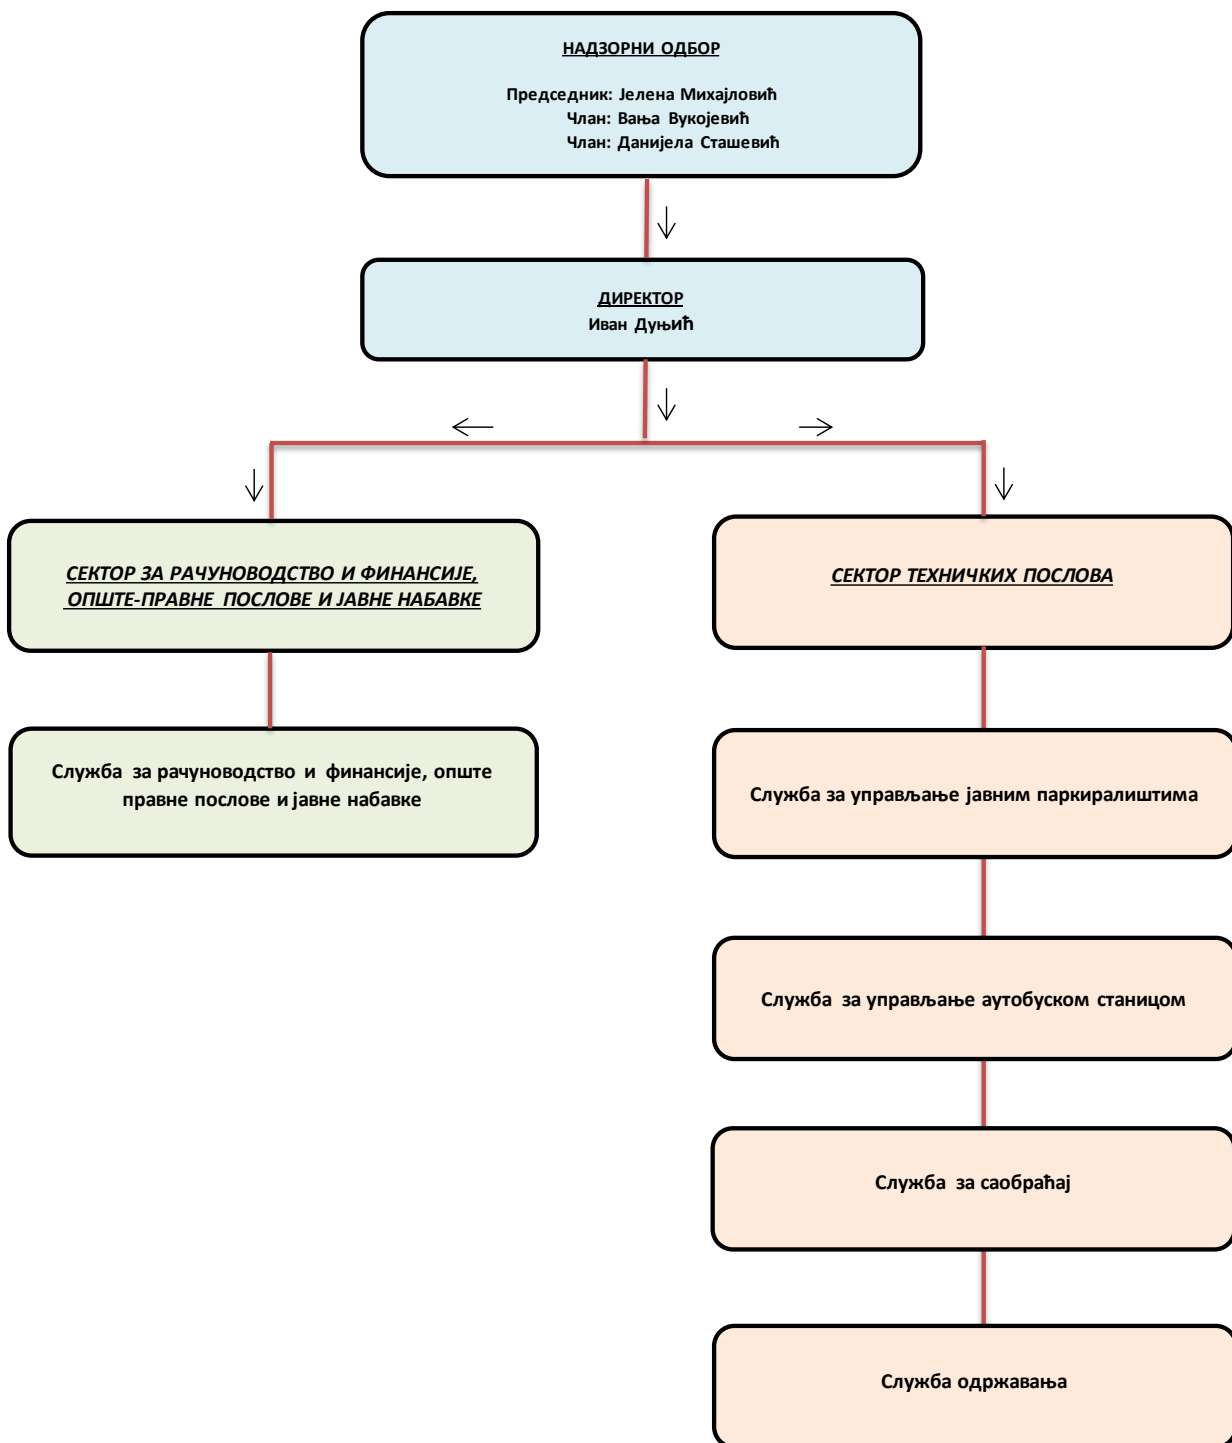 НАДЗОРНИ ОДБОР
Председник: Јелена Михајловић
Члан: Вања Вукојевић
Члан: Данијела Сташевић
ДИРЕКТОР
Иван Дуњић
СЕКТОР ЗА РАЧУНОВОДСТВО И ФИНАНСИЈЕ,
ОПШТЕ-ПРАВНЕ ПОСЛОВЕ И ЈАВНЕ НАБАВКЕ
Служба за рачуноводство и финансије, опште
правне послове и јавне набавке
СЕКТОР ТЕХНИЧКИХ ПОСЛОВА
Служба за управљање јавним паркиралиштима
Служба за управљање аутобуском станицом
Служба за саобраћај
Служба одржавања